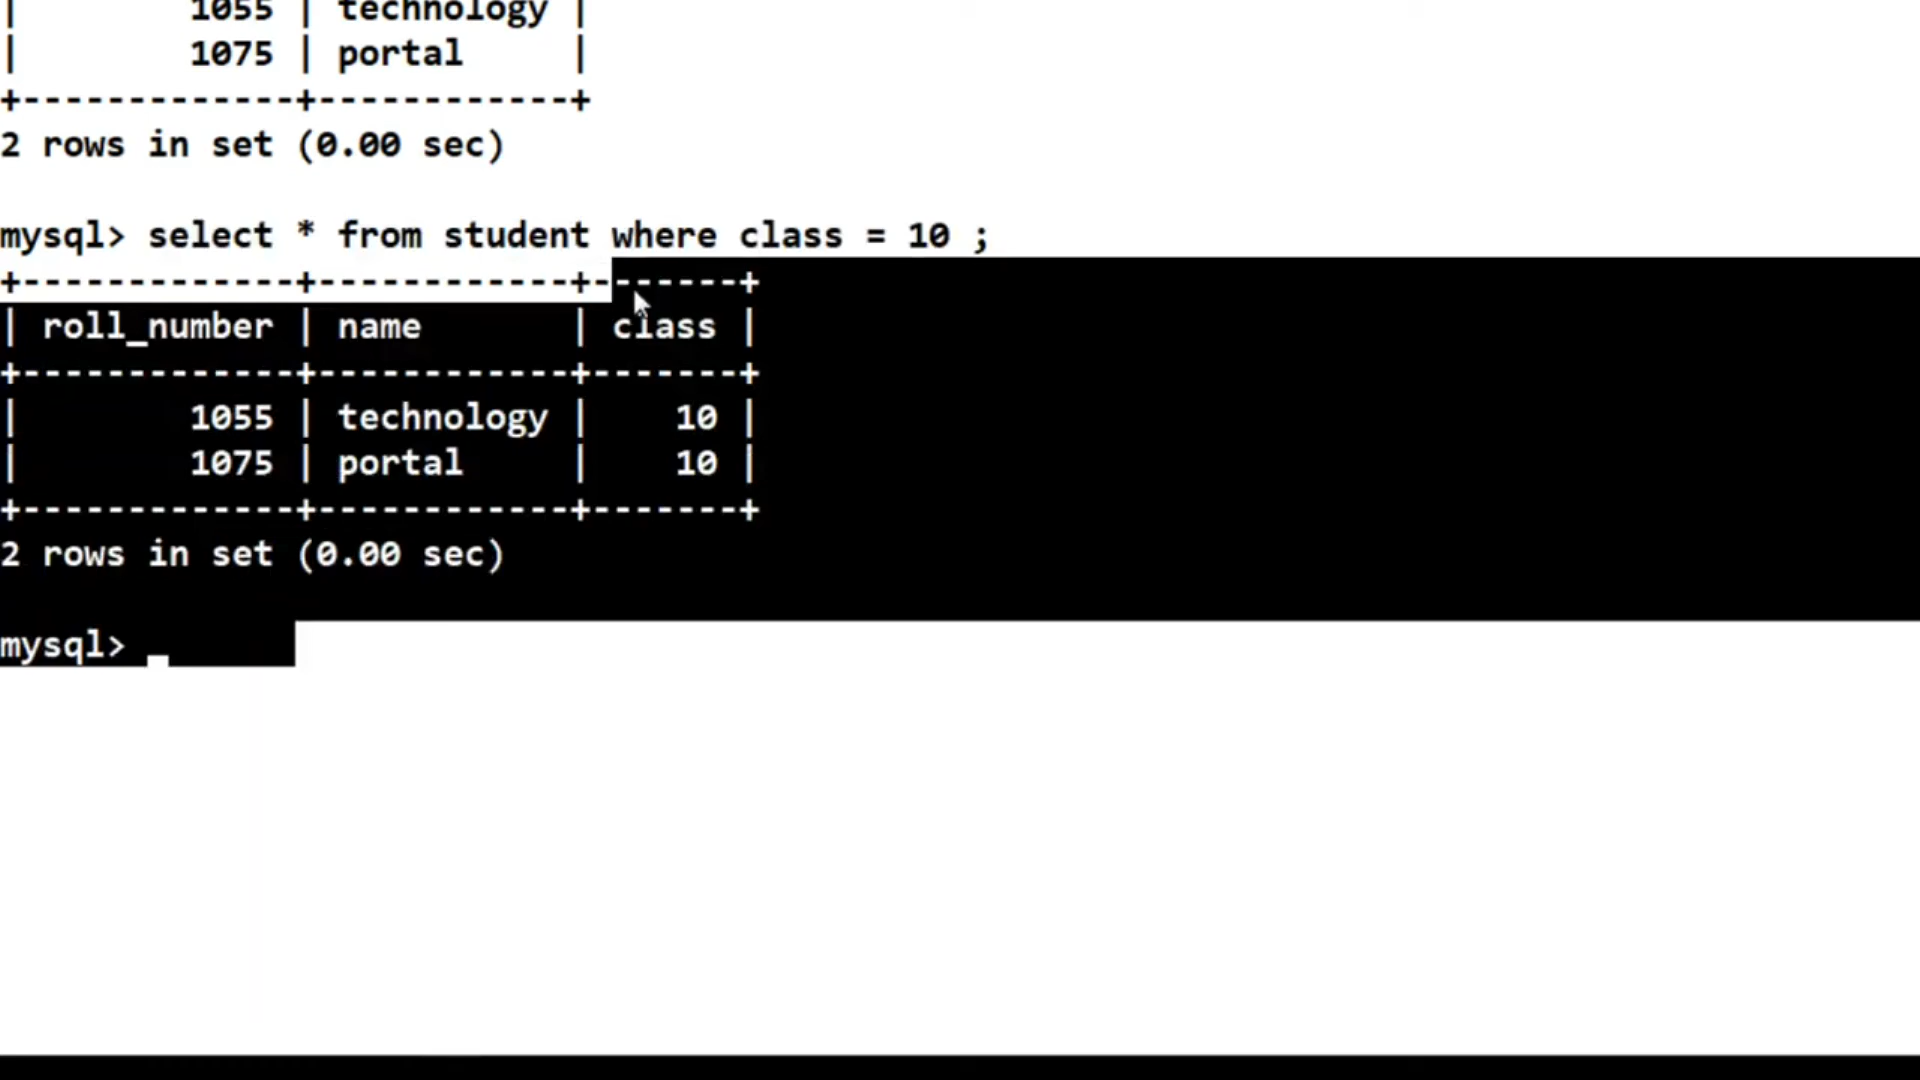 |        1055 | technology |
|        1075 | portal     |
+-------------+------------+
2 rows in set (0.00 sec)
mysql> select * from student where class = 10 ;
+-------------+------------+-------+
| roll_number | name       | class |
+-------------+------------+-------+
|        1055 | technology |    10 |
|        1075 | portal     |    10 |
+-------------+------------+-------+
2 rows in set (0.00 sec)
mysql> _